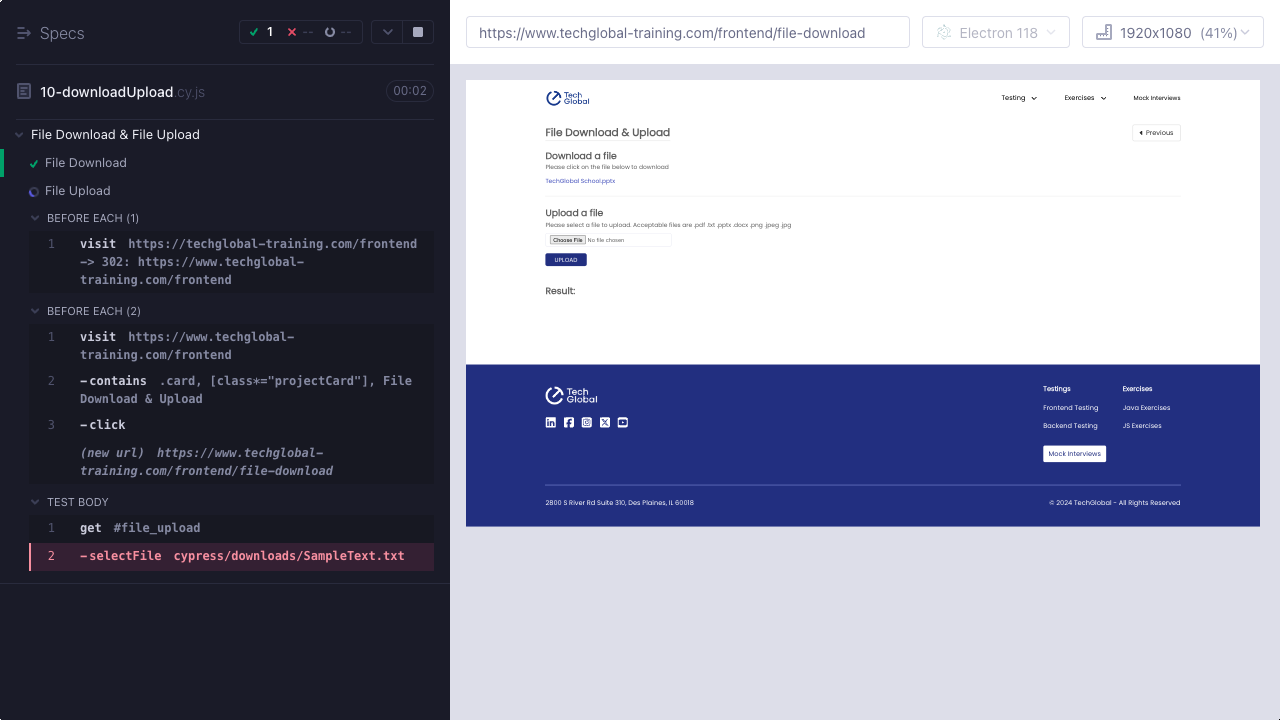 Specs
1
--
--
10-downloadUpload.cy.js
00:02
File Download & File Upload
File Download
File Upload
BEFORE EACH (1)
1 visit https://techglobal-training.com/frontend
–> 302: https://www.techglobal-
training.com/frontend
BEFORE EACH (2)
1 visit https://www.techglobal-
training.com/frontend
2 -contains .card, [class*="projectCard"], File
Download & Upload
3 -click
(new url) https://www.techglobal-
training.com/frontend/file-download
TEST BODY
1 get #file_upload
2 -selectFile cypress/downloads/SampleText.txt
https://www.techglobal-training.com/frontend/file-download
Electron 118
1920x1080 (41%)
Tech
Global
Testing
Exercises
Mock Interviews
File Download & Upload
Previous
Download a file
Please click on the file below to download
TechGlobal School.pptx
Upload a file
Please select a file to upload. Acceptable files are .pdf .txt .pptx .docx .png .jpeg .jpg
Choose File No file chosen
UPLOAD
Result:
Tech
Global
Testings
Exercises
Frontend Testing
Java Exercises
Backend Testing
JS Exercises
Mock Interviews
2800 S River Rd Suite 310, Des Plaines, IL 60018
© 2024 TechGlobal - All Rights Reserved